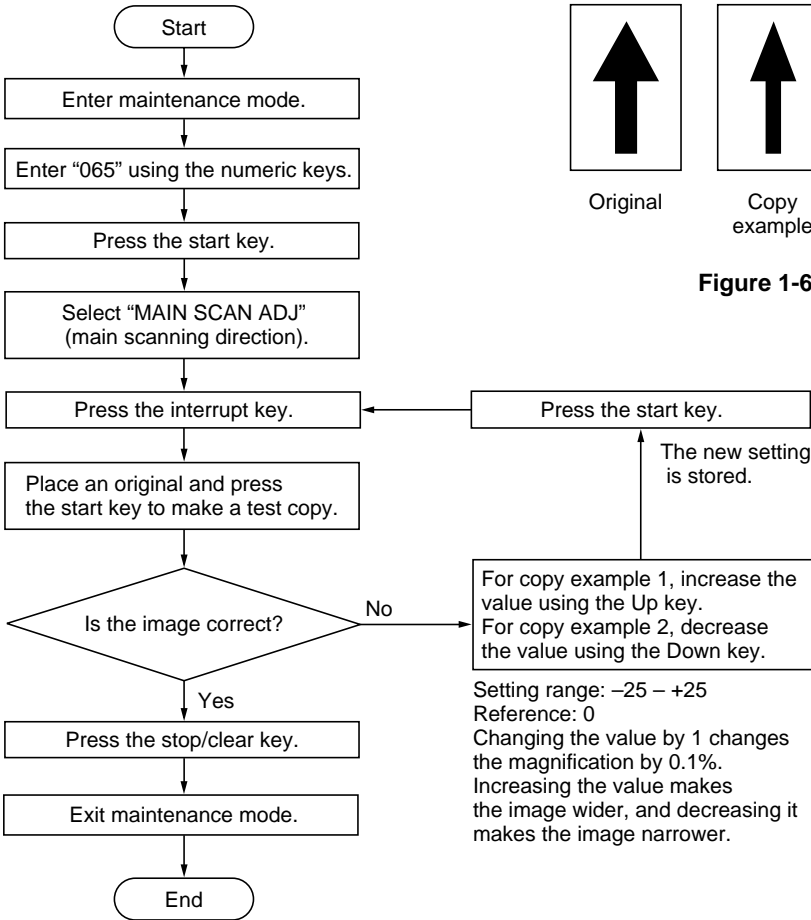 Start
Enter maintenance mode.
Enter “065” using the numeric keys.
Press the start key.
Select “MAIN SCAN ADJ”
(main scanning direction).
Press the interrupt key.
Place an original and press
the start key to make a test copy.
Is the image correct?
No
Yes
Press the stop/clear key.
Exit maintenance mode.
End
Original
Copy
example
Figure 1-6
Press the start key.
The new setting
is stored.
For copy example 1, increase the
value using the Up key.
For copy example 2, decrease
the value using the Down key.
Setting range: –25 – +25
Reference: 0
Changing the value by 1 changes
the magnification by 0.1%.
Increasing the value makes
the image wider, and decreasing it
makes the image narrower.